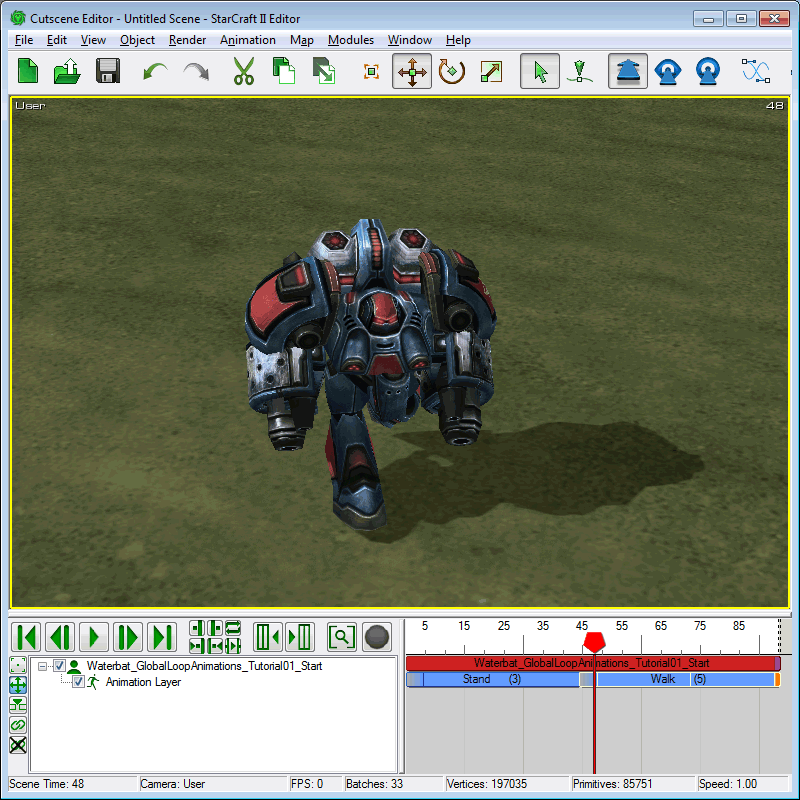 Cutscene Editor - Untitled Scene - StarCraft II Editor
File Edit View Object Render Animation Map Modules Window Help
User 48
5 15 25 35 45 55 65 75 85
Waterbat_GlobalLoopAnimations_Tutorial01_Start
Waterbat_GlobalLoopAnimations_Tutorial01_Start
Animation Layer
Stand (3) Walk (5)
Scene Time: 48 Camera: User FPS: 0 Batches: 33 Vertices: 197035 Primitives: 85751 Speed: 1.00